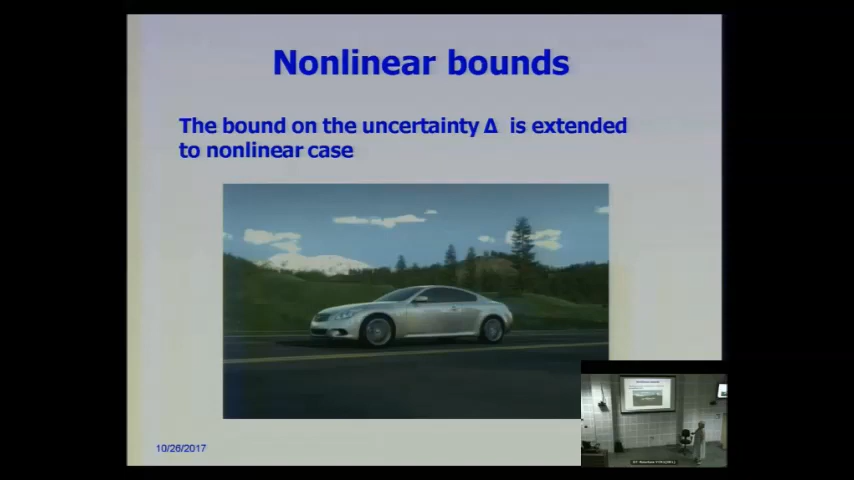 Nonlinear bounds
The bound on the uncertainty Δ is extended
to nonlinear case
10/26/2017